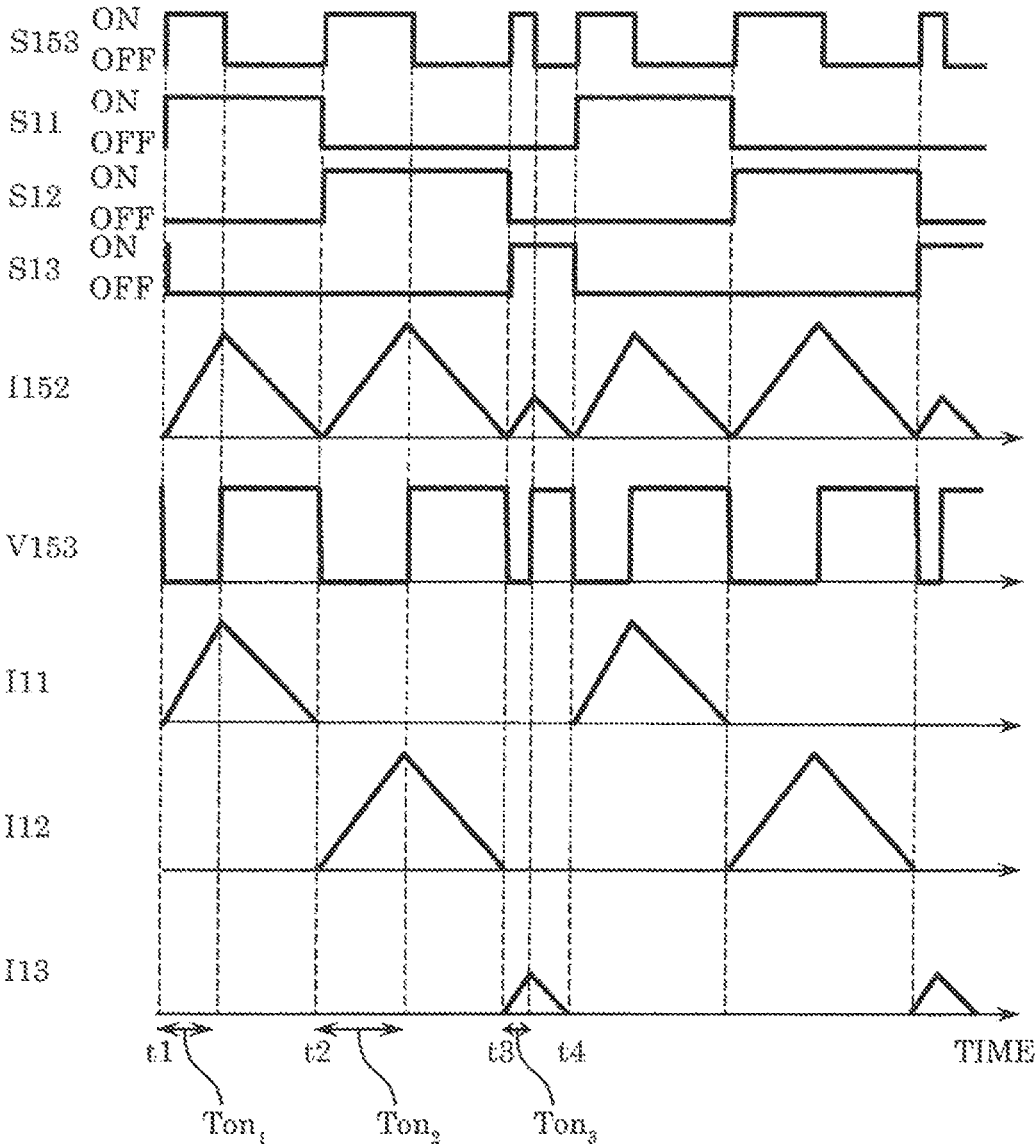 S153 ON
OFF
S11 ON
OFF
S12 ON
OFF
S13 ON
OFF
I152
V153
I11
I12
I13
t1 t2 t3 t4 TIME
Ton₁ Ton₂ Ton₃